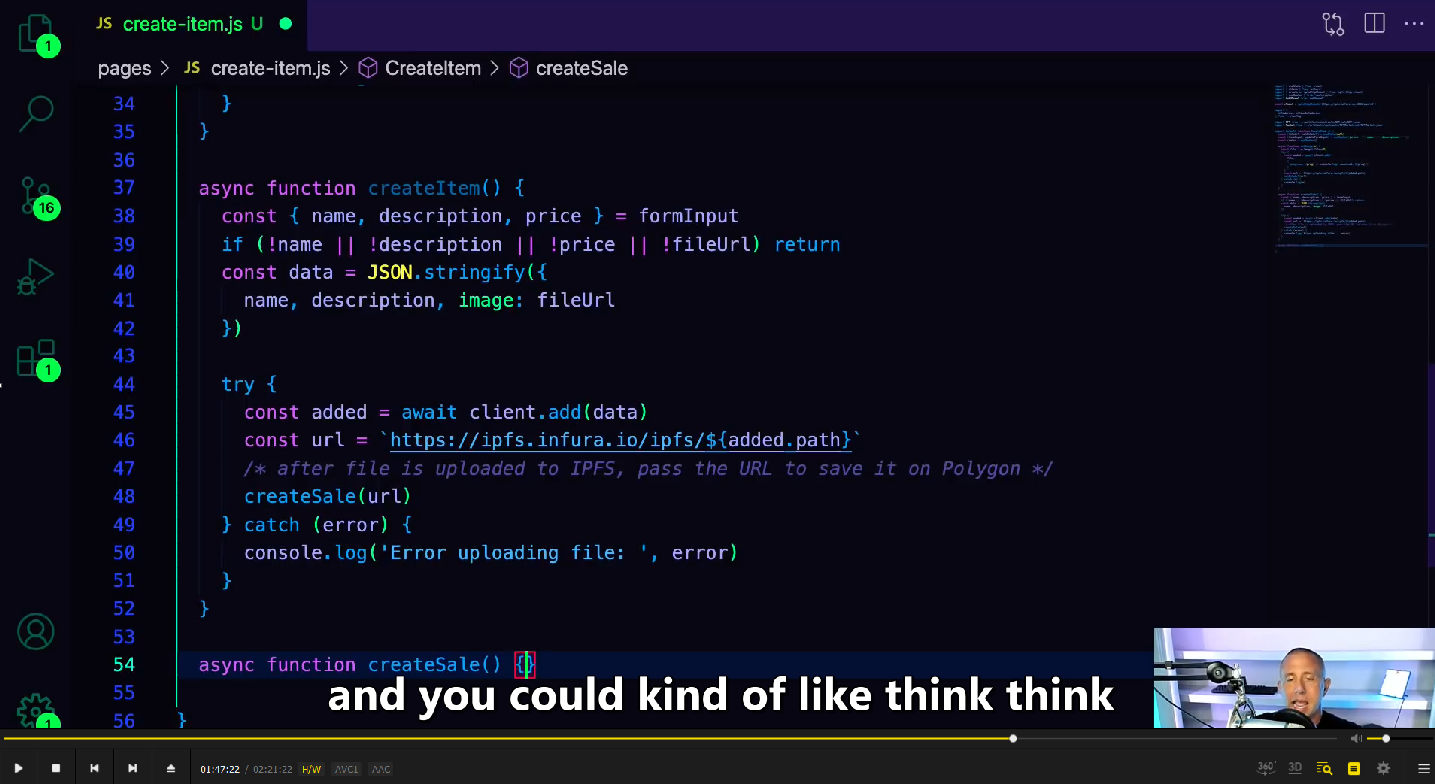 1
JS create-item.js U
pages > JS create-item.js > CreateItem > createSale
34 }
35 }
36
37 async function createItem() {
38 const { name, description, price } = formInput
39 if (!name || !description || !price || !fileUrl) return
40 const data = JSON.stringify({
41 name, description, image: fileUrl
42 })
43
44 try {
45 const added = await client.add(data)
46 const url = `https://ipfs.infura.io/ipfs/${added.path}`
47 /* after file is uploaded to IPFS, pass the URL to save it on Polygon */
48 createSale(url)
49 } catch (error) {
50 console.log('Error uploading file: ', error)
51 }
52 }
53
54 async function createSale() {}
55
56 }
16
1
1
and you could kind of like think think
01:47:22 / 02:21:22 H/W AVC1 AAC
360° 3D